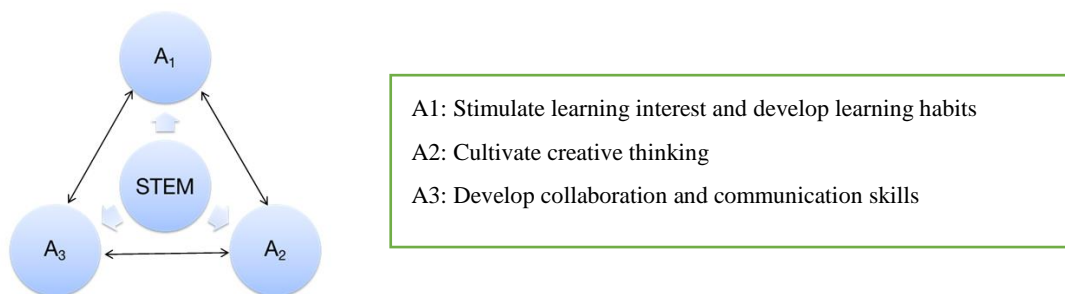 A₁
STEM
A₃
A₂
A1: Stimulate learning interest and develop learning habits
A2: Cultivate creative thinking
A3: Develop collaboration and communication skills